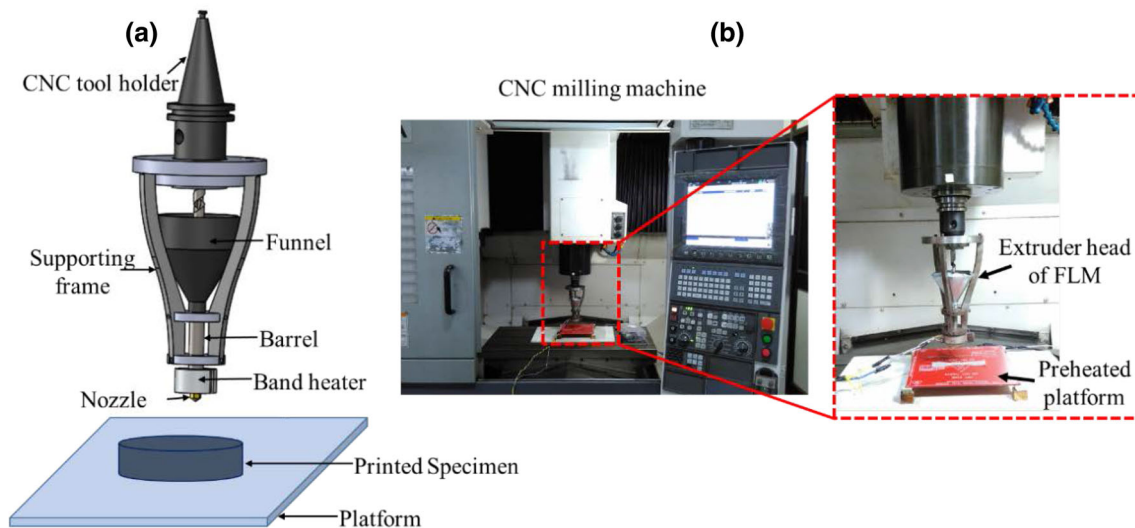 (a)
CNC tool holder
Funnel
Supporting
frame
Barrel
Band heater
Nozzle
Printed Specimen
Platform
(b)
CNC milling machine
Extruder head
of FLM
Preheated
platform